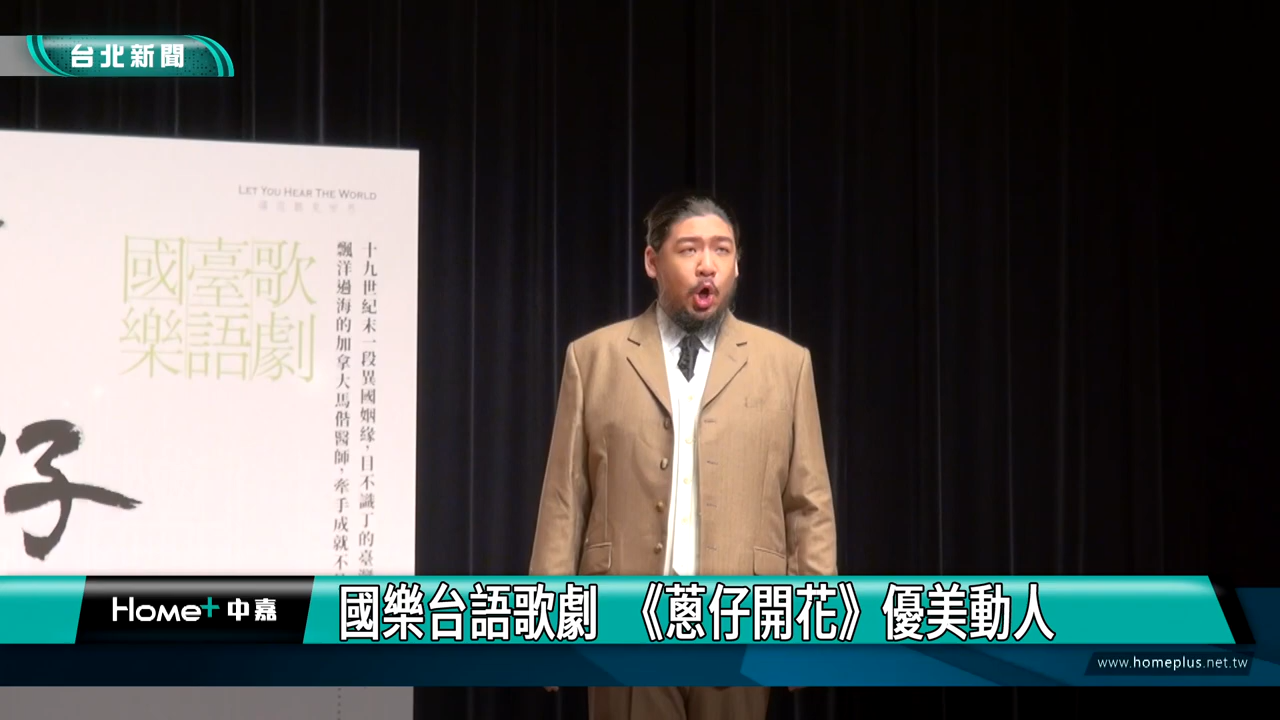 台北新聞
LET YOU HEAR THE WORLD
國樂
臺語
歌劇
十九世紀末一段異國姻緣，目不識丁的臺灣
飄洋過海的加拿大馬偕醫師，牽手成就不
仔
Home+ 中嘉
國樂台語歌劇 《蔥仔開花》優美動人
www.homeplus.net.tw